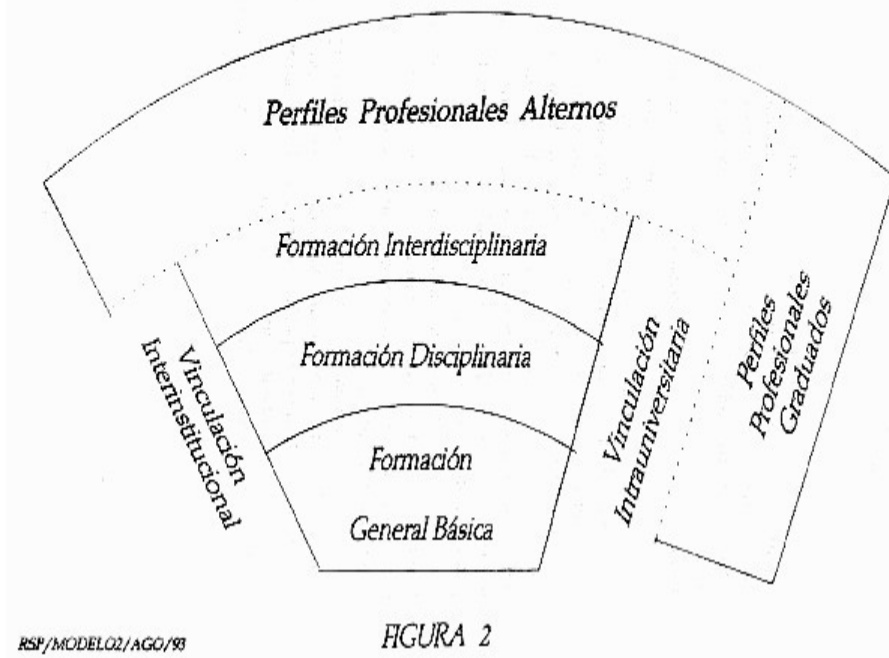 Perfiles Profesionales Alternos
Formación Interdisciplinaria
Formación Disciplinaria
Formación
General Básica
Vinculación
Interinstitucional
Vinculación
Intrauniversitaria
Perfiles
Profesionales
Graduados
RSP/MODELO2/AGO/93
FIGURA 2